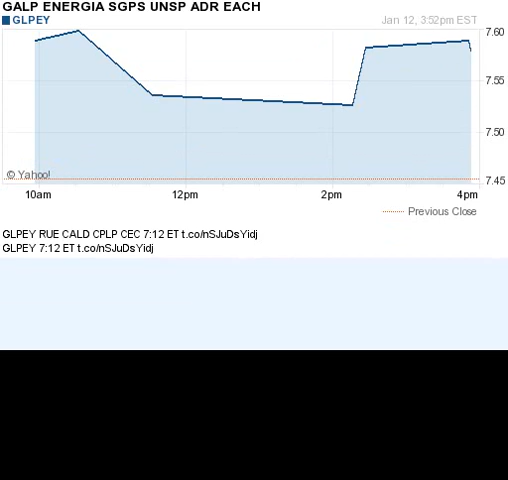 GALP ENERGIA SGPS UNSP ADR EACH
GLPEY Jan 12, 3:52pm EST
7.60
7.55
7.50
7.45
© Yahoo!
10am 12pm 2pm 4pm
Previous Close
GLPEY RUE CALD CPLP CEC 7:12 ET t.co/nSJuDsYidj
GLPEY 7:12 ET t.co/nSJuDsYidj